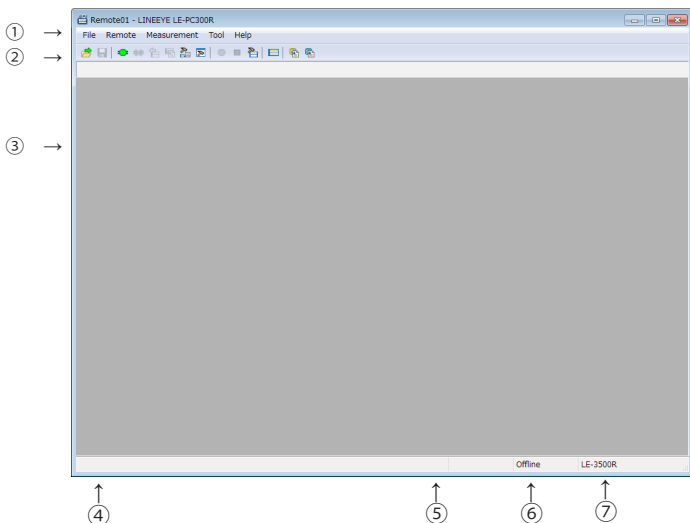 Remote01 - LINEEYE LE-PC300R
① →
File Remote Measurement Tool Help
② →
③ →
Offline LE-3500R
↑ ↑ ↑ ↑
④ ⑤ ⑥ ⑦